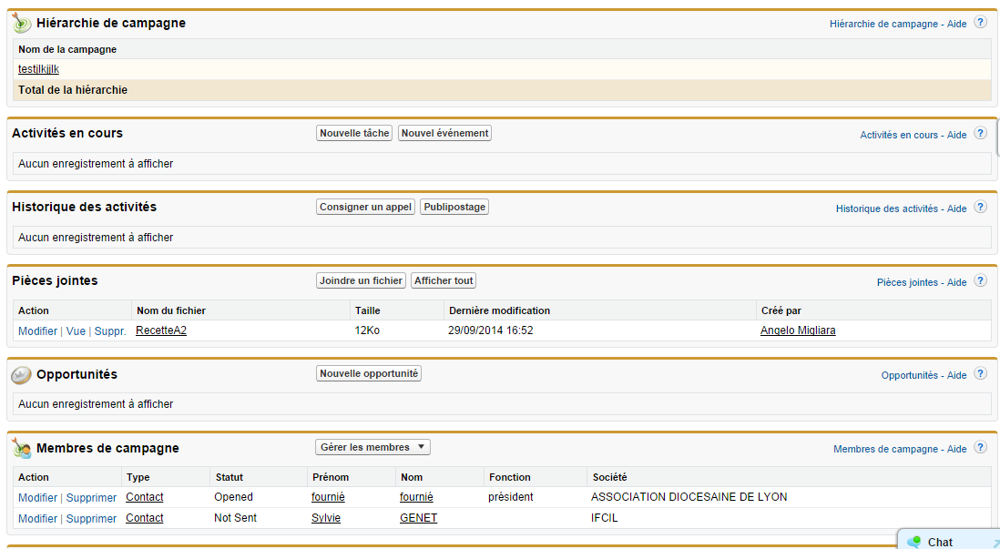 Hiérarchie de campagne Hiérarchie de campagne - Aide ?
Nom de la campagne
testjlkjjlk
Total de la hiérarchie
Activités en cours Nouvelle tâche Nouvel événement Activités en cours - Aide ?
Aucun enregistrement à afficher
Historique des activités Consigner un appel Publipostage Historique des activités - Aide ?
Aucun enregistrement à afficher
Pièces jointes Joindre un fichier Afficher tout Pièces jointes - Aide ?
Action Nom du fichier Taille Dernière modification Créé par
Modifier | Vue | Suppr. RecetteA2 12Ko 29/09/2014 16:52 Angelo Migliara
Opportunités Nouvelle opportunité Opportunités - Aide ?
Aucun enregistrement à afficher
Membres de campagne Gérer les membres Membres de campagne - Aide ?
Action Type Statut Prénom Nom Fonction Société
Modifier | Supprimer Contact Opened fournié fournié président ASSOCIATION DIOCESAINE DE LYON
Modifier | Supprimer Contact Not Sent Sylvie GENET IFCIL
Chat